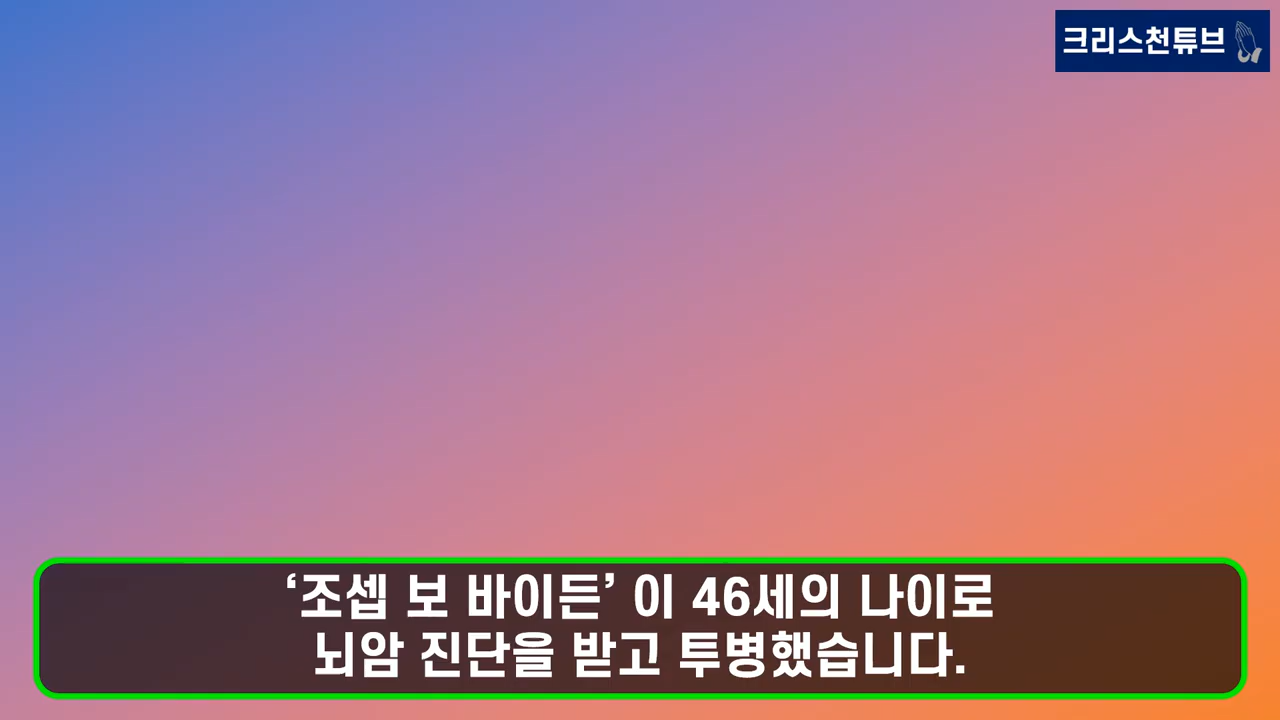 크리스천튜브
‘조셉 보 바이든’ 이 46세의 나이로
뇌암 진단을 받고 투병했습니다.